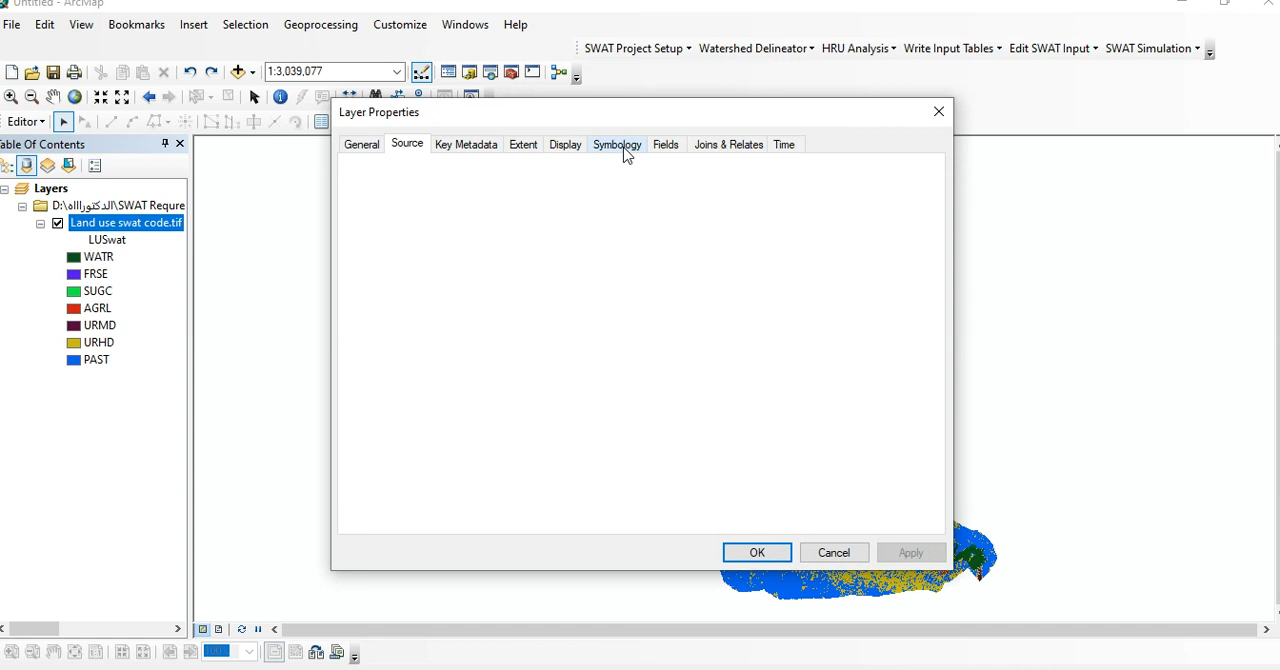 Untitled - ArcMap
File Edit View Bookmarks Insert Selection Geoprocessing Customize Windows Help
SWAT Project Setup Watershed Delineator HRU Analysis Write Input Tables Edit SWAT Input SWAT Simulation
1:3,039,077
Editor
Table Of Contents
Layers
D:\الدكتوراااه\SWAT Requre
Land use swat code.tif
LUSwat
WATR
FRSE
SUGC
AGRL
URMD
URHD
PAST
Layer Properties
General Source Key Metadata Extent Display Symbology Fields Joins & Relates Time
OK Cancel Apply